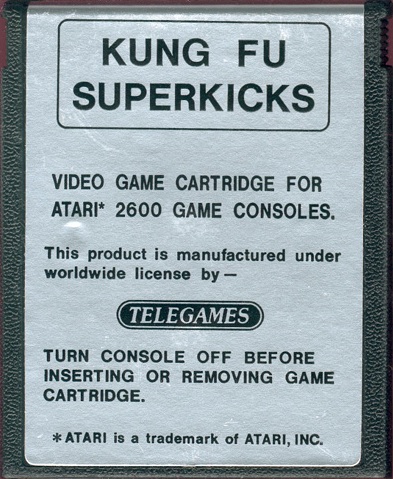 KUNG FU
SUPERKICKS
VIDEO GAME CARTRIDGE FOR
ATARI* 2600 GAME CONSOLES.
This product is manufactured under
worldwide license by —
TELEGAMES
TURN CONSOLE OFF BEFORE
INSERTING OR REMOVING GAME
CARTRIDGE.
*ATARI is a trademark of ATARI, INC.